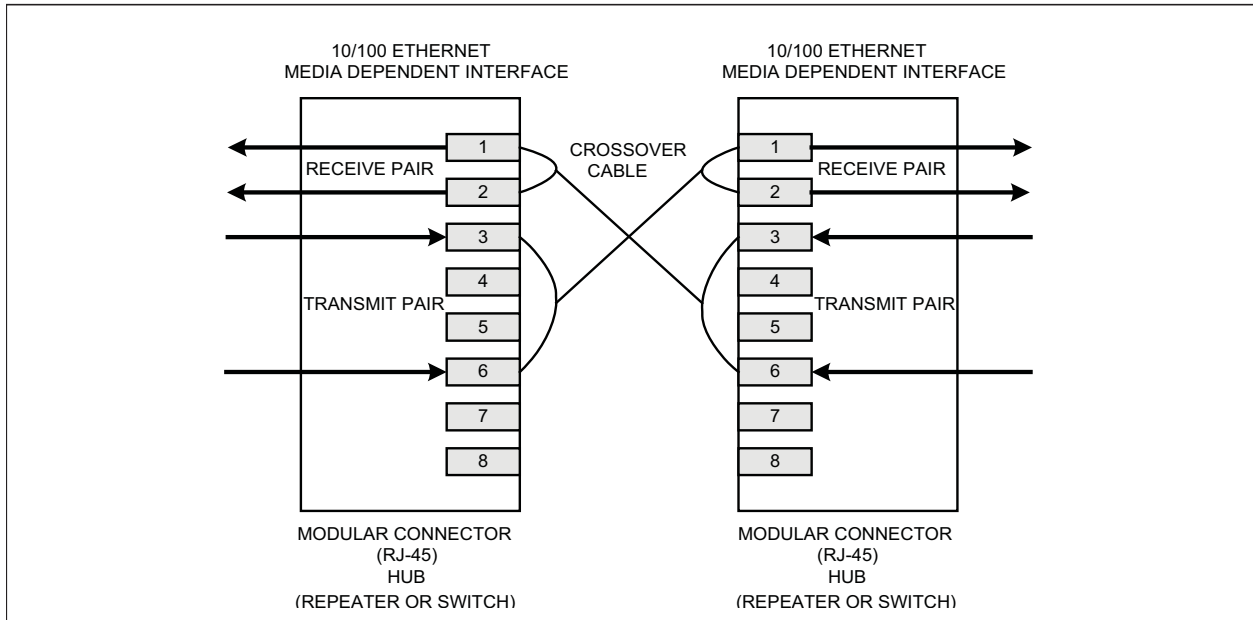 10/100 ETHERNET
MEDIA DEPENDENT INTERFACE
10/100 ETHERNET
MEDIA DEPENDENT INTERFACE
1
RECEIVE PAIR
2
3
4
TRANSMIT PAIR
5
6
7
8
CROSSOVER
CABLE
1
RECEIVE PAIR
2
3
4
TRANSMIT PAIR
5
6
7
8
MODULAR CONNECTOR
(RJ-45)
HUB
(REPEATER OR SWITCH)
MODULAR CONNECTOR
(RJ-45)
HUB
(REPEATER OR SWITCH)